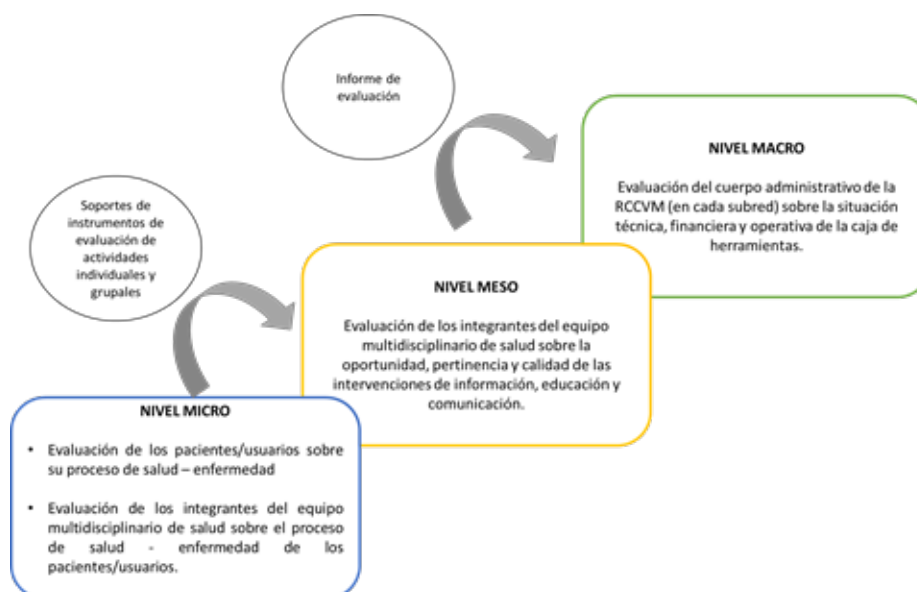 Informe de
evaluación
NIVEL MACRO
Evaluación del cuerpo administrativo de la
RCCVM (en cada subred) sobre la situación
técnica, financiera y operativa de la caja de
herramientas.
Soportes de
instrumentos de
evaluación de
actividades
individuales y
grupales
NIVEL MESO
Evaluación de los integrantes del equipo
multidisciplinario de salud sobre la
oportunidad, pertinencia y calidad de las
intervenciones de información, educación y
comunicación.
NIVEL MICRO
• Evaluación de los pacientes/usuarios sobre
su proceso de salud – enfermedad
• Evaluación de los integrantes del equipo
multidisciplinario de salud sobre el proceso
de salud - enfermedad de los
pacientes/usuarios.